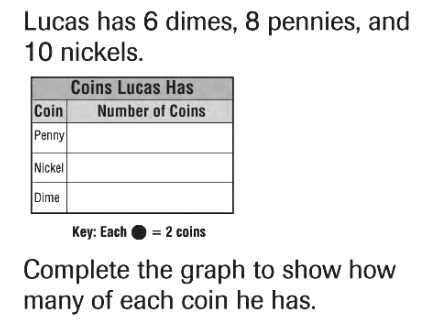 Lucas has 6 dimes, 8 pennies, and
10 nickels.
Coins Lucas Has
Coin Number of Coins
Penny
Nickel
Dime
Key: Each ● = 2 coins
Complete the graph to show how
many of each coin he has.